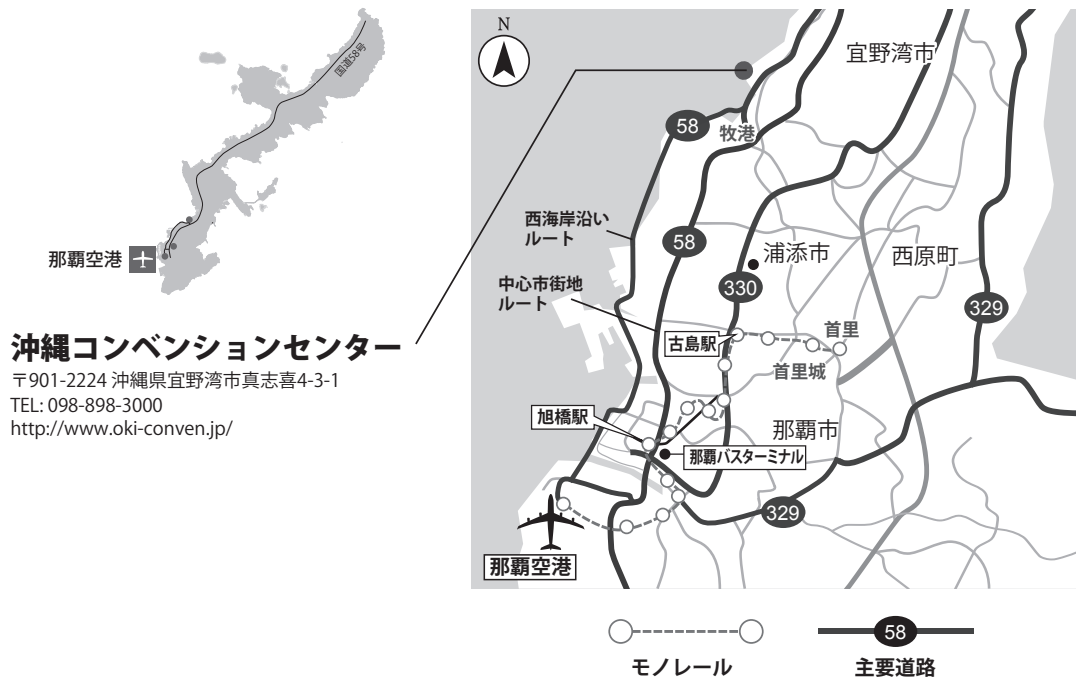 国道58号
那覇空港
沖縄コンベンションセンター
〒901-2224 沖縄県宜野湾市真志喜4-3-1
TEL: 098-898-3000
http://www.oki-conven.jp/
N
宜野湾市
58
牧港
西海岸沿い
ルート
58
浦添市
西原町
中心市街地
ルート
330
329
古島駅
首里
首里城
旭橋駅
那覇市
那覇バスターミナル
329
那覇空港
58
モノレール
主要道路